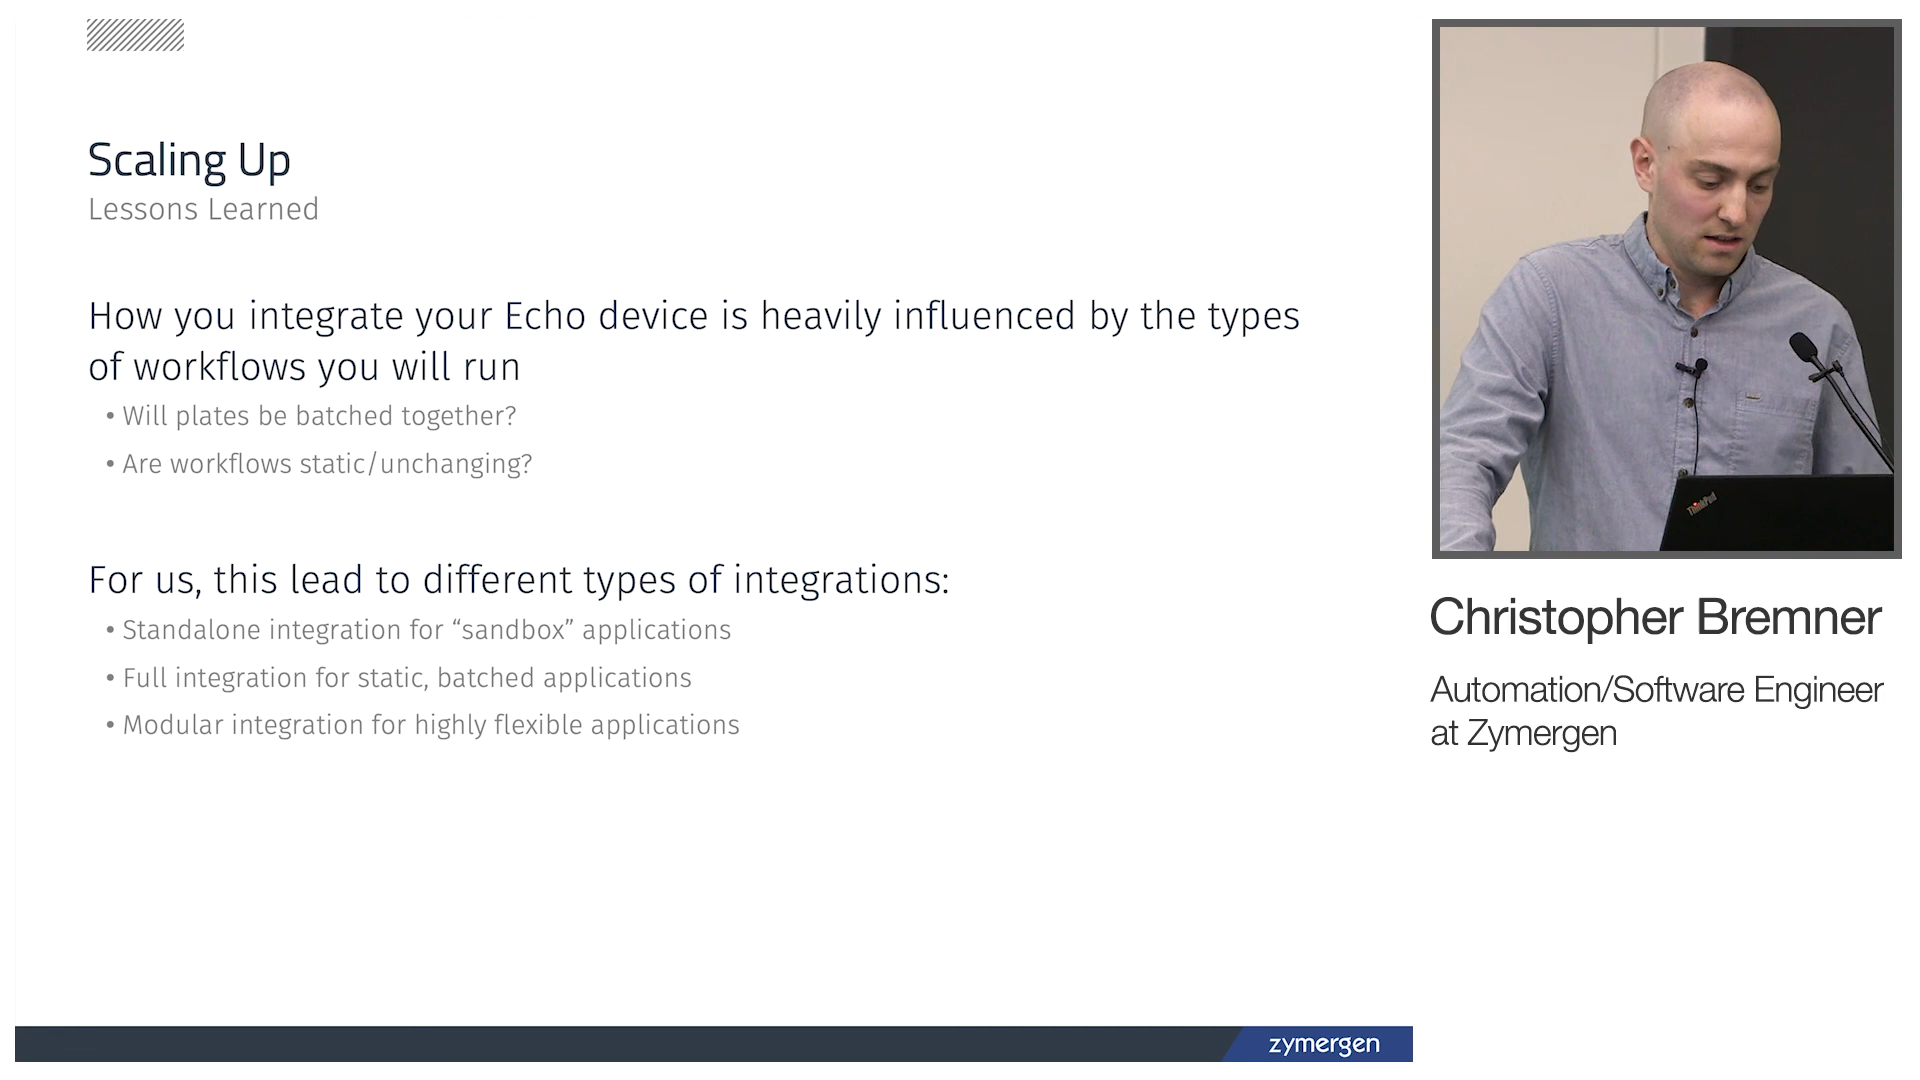 Scaling Up
Lessons Learned
How you integrate your Echo device is heavily influenced by the types
of workflows you will run
• Will plates be batched together?
• Are workflows static/unchanging?
For us, this lead to different types of integrations:
• Standalone integration for “sandbox” applications
• Full integration for static, batched applications
• Modular integration for highly flexible applications
zymergen
ThinkPad
Christopher Bremner
Automation/Software Engineer
at Zymergen